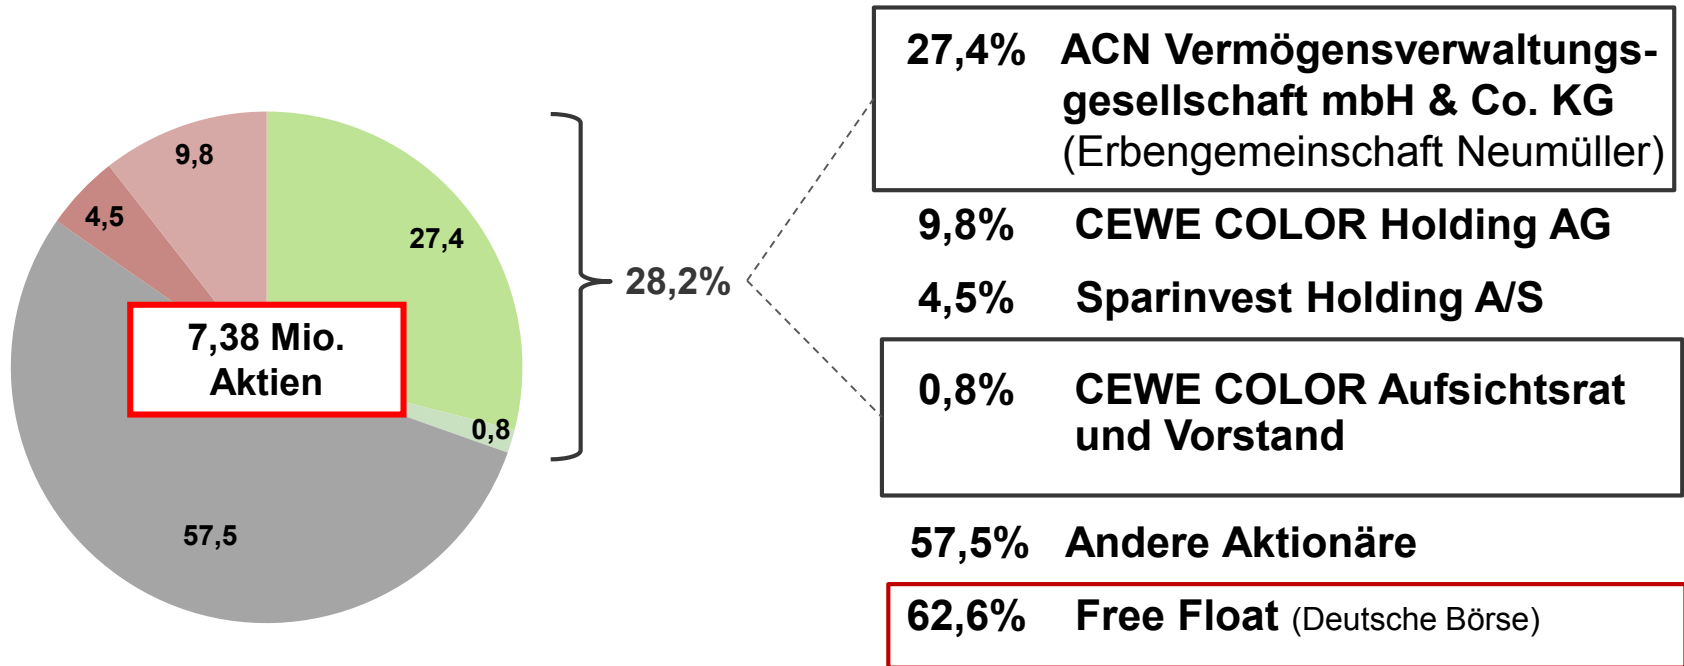 9,8
4,5
27,4
7,38 Mio.
Aktien
0,8
57,5
28,2%
27,4% ACN Vermögensverwaltungs-
gesellschaft mbH & Co. KG
(Erbengemeinschaft Neumüller)
9,8% CEWE COLOR Holding AG
4,5% Sparinvest Holding A/S
0,8% CEWE COLOR Aufsichtsrat
und Vorstand
57,5% Andere Aktionäre
62,6% Free Float (Deutsche Börse)